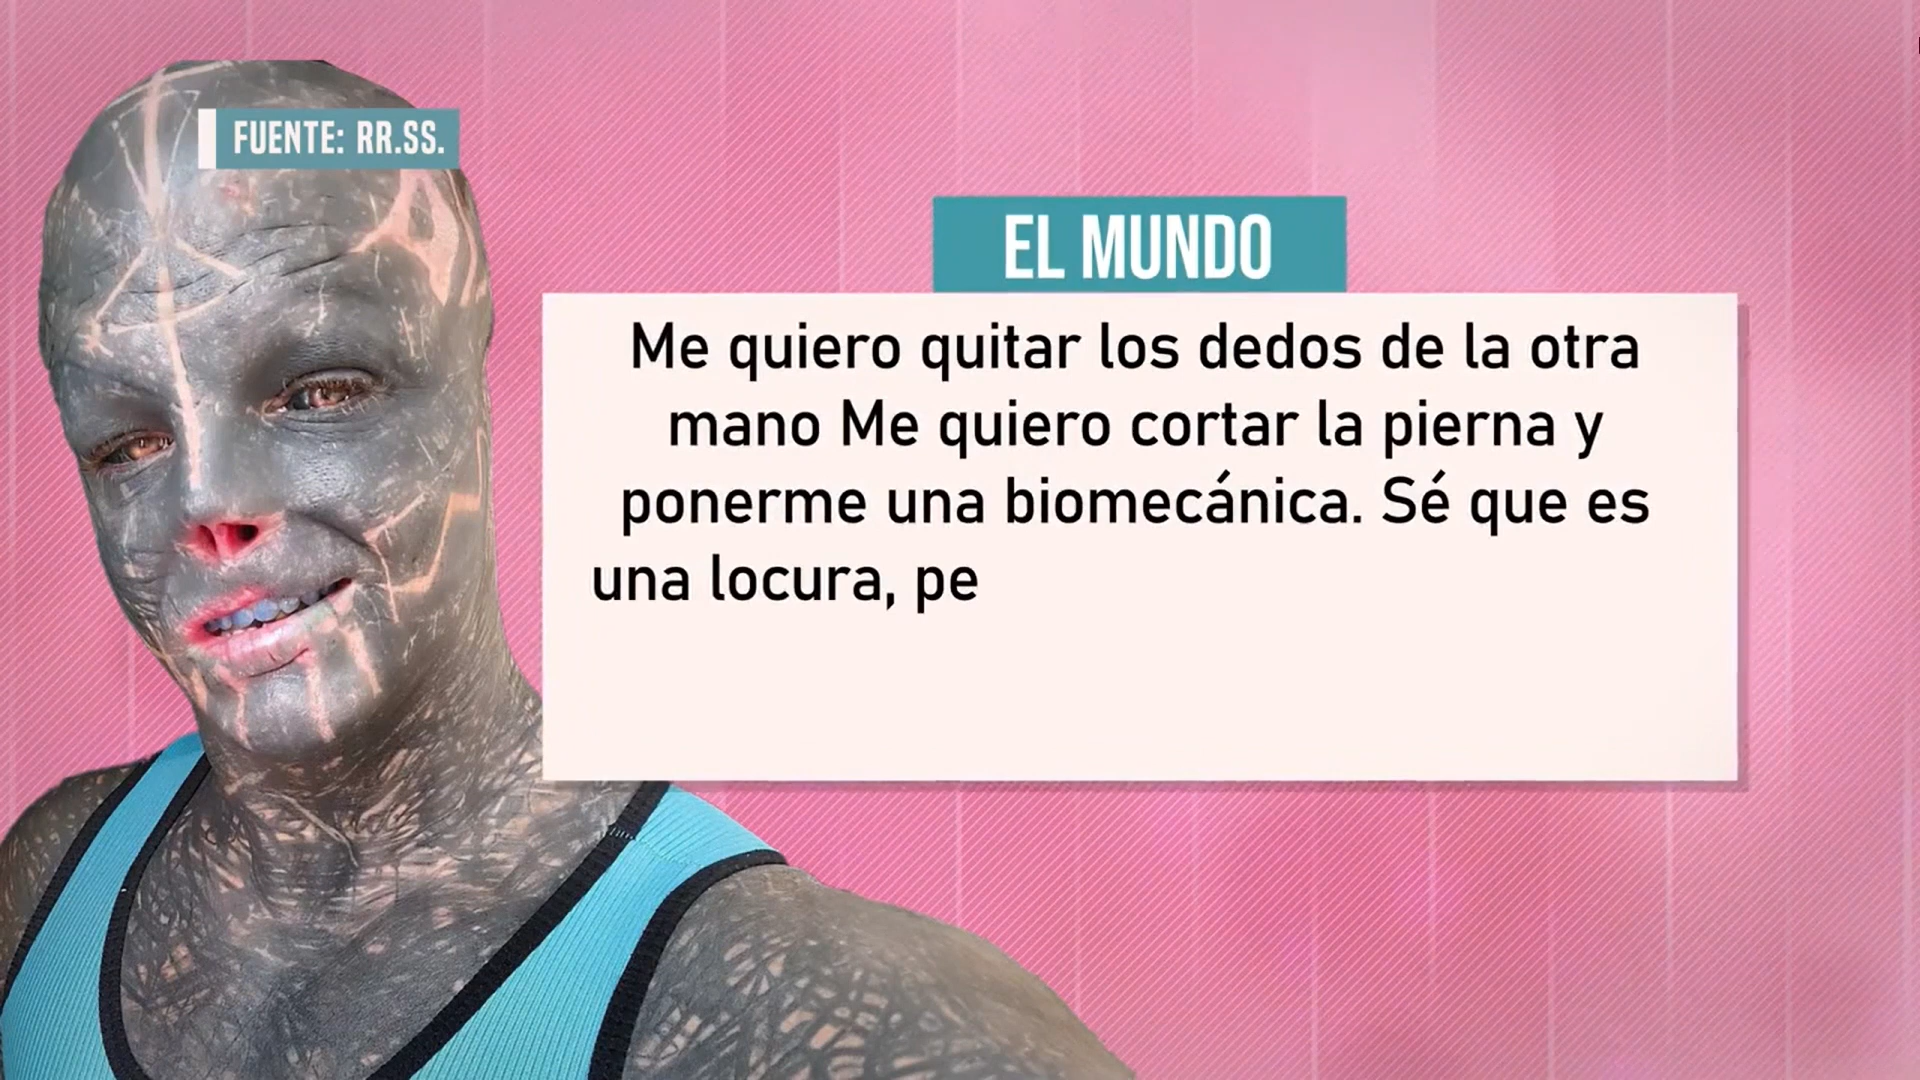 FUENTE: RR.SS.
EL MUNDO
Me quiero quitar los dedos de la otra
mano Me quiero cortar la pierna y
ponerme una biomecánica. Sé que es
una locura, pe